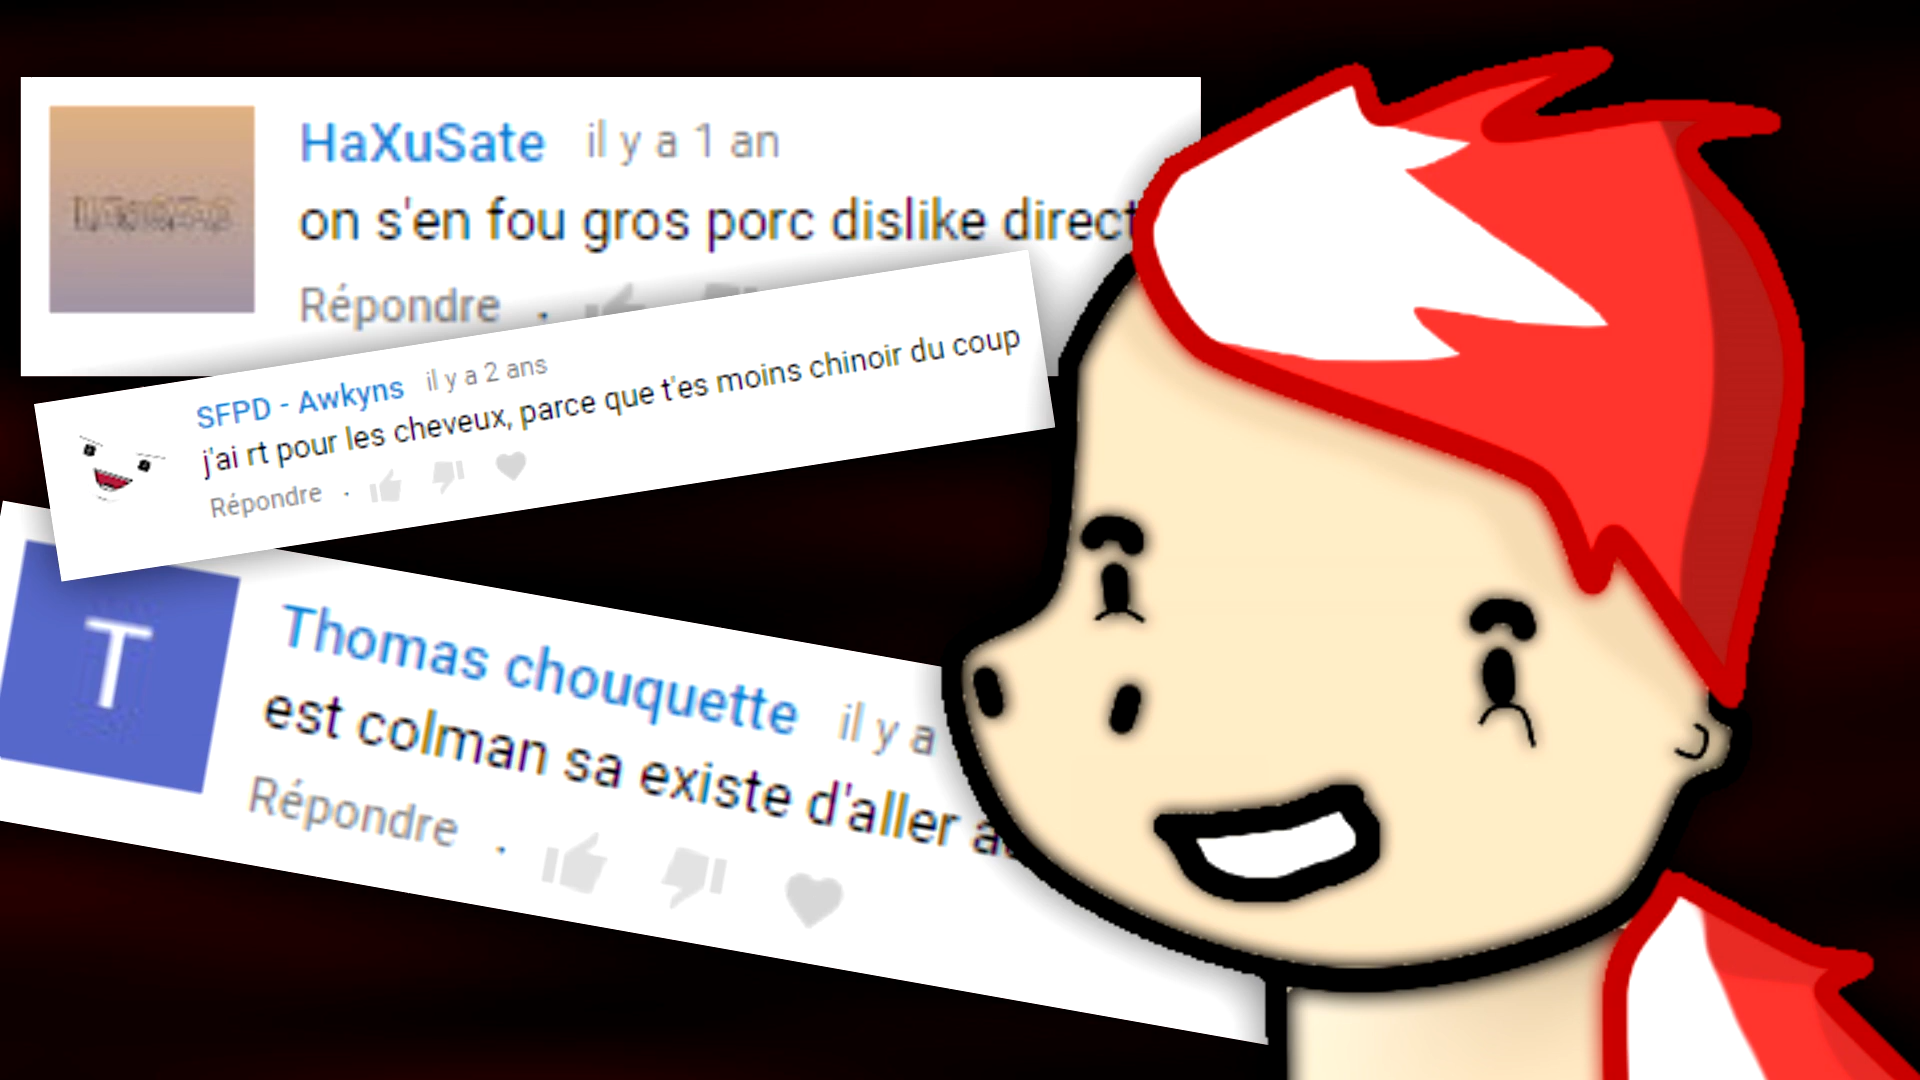 HaXuSate il y a 1 an
on s'en fou gros porc dislike direct
Répondre .
SFPD - Awkyns il y a 2 ans
j'ai rt pour les cheveux, parce que t'es moins chinoir du coup
Répondre .
T
Thomas chouquette il y a
est colman sa existe d'aller
Répondre .